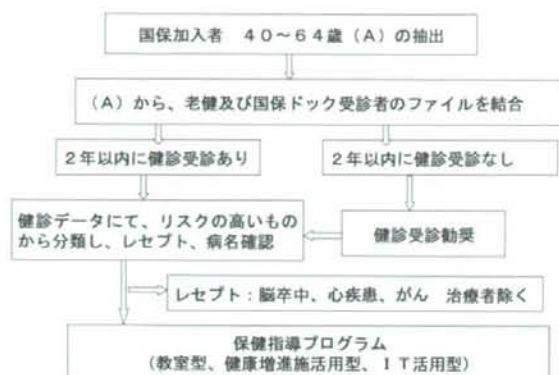 国保加入者　４０～６４歳（Ａ）の抽出
（Ａ）から、老健及び国保ドック受診者のファイルを結合
２年以内に健診受診あり
２年以内に健診受診なし
健診データにて、リスクの高いもの
から分類し、レセプト、病名確認
健診受診勧奨
レセプト：脳卒中、心疾患、がん　治療者除く
保健指導プログラム
（教室型、健康増進施活用型、ＩＴ活用型）